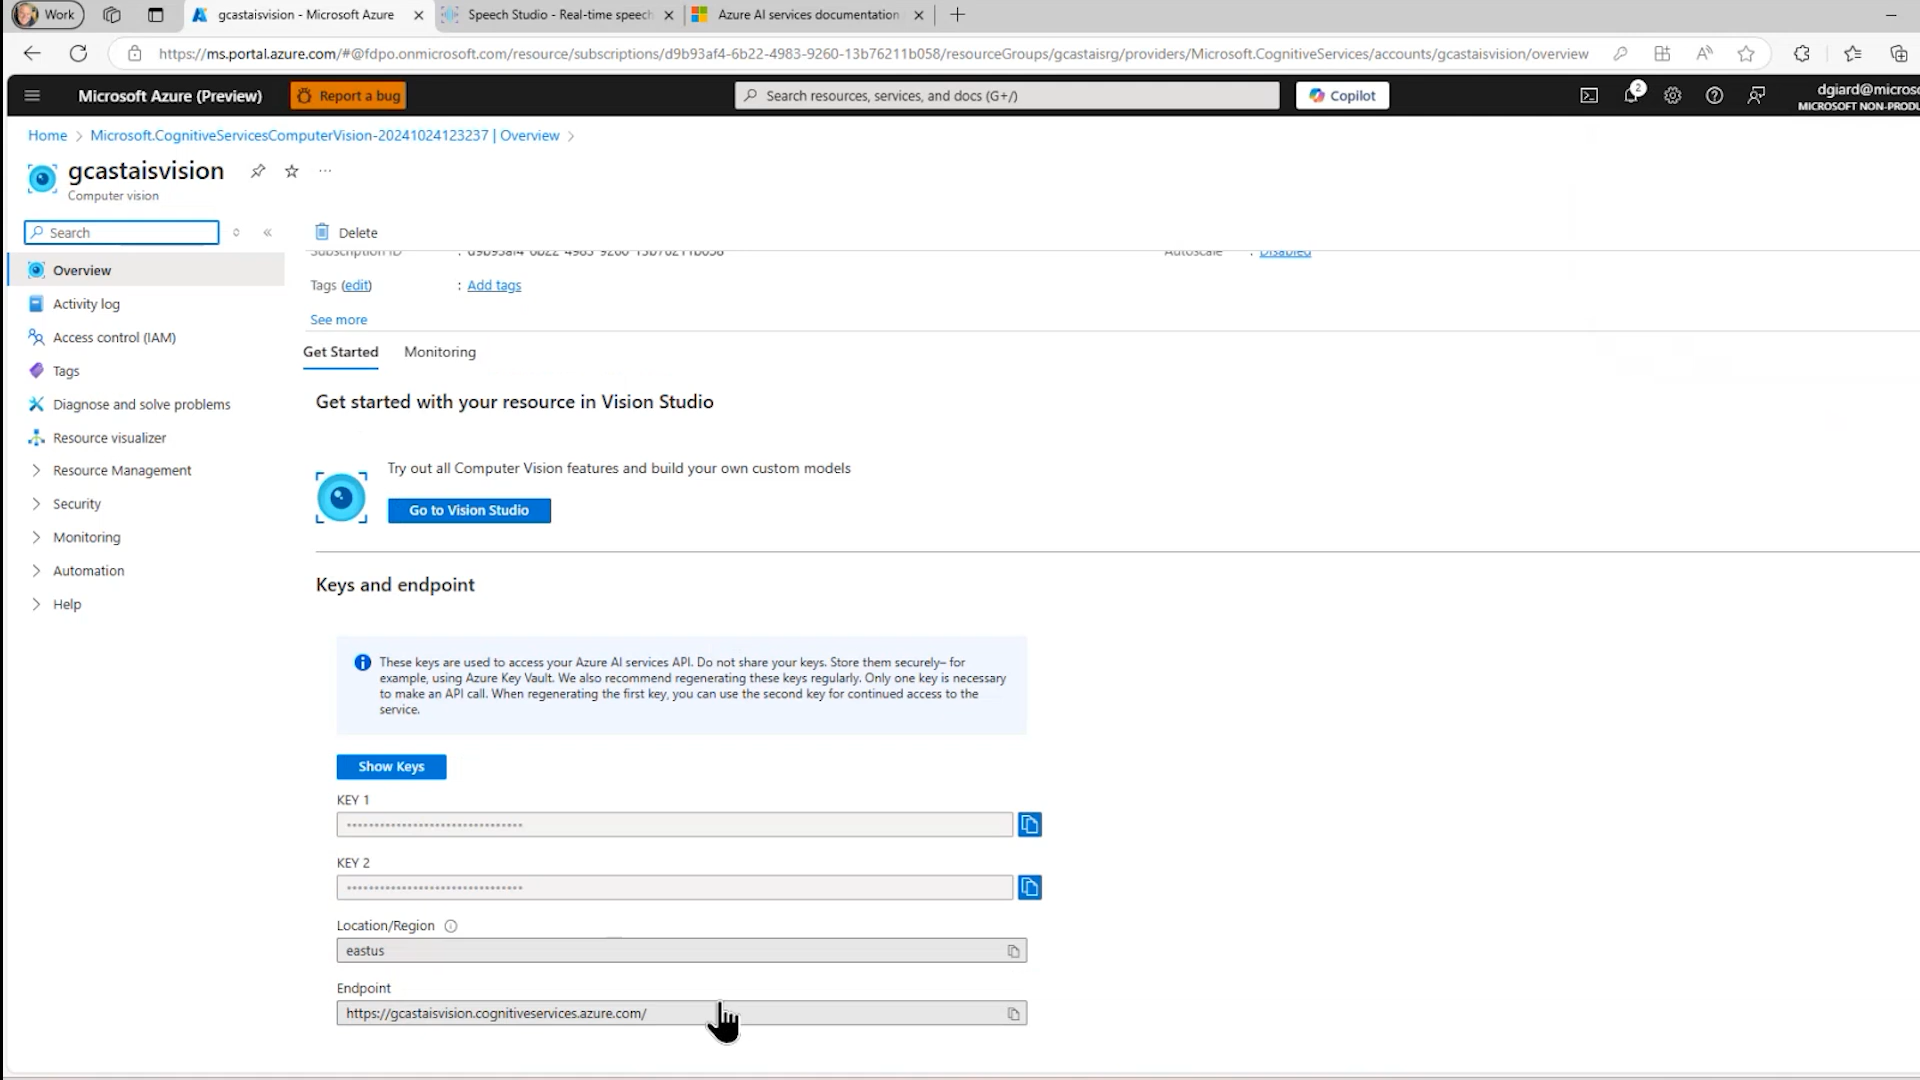 Work
gcastaisvision - Microsoft Azure
Speech Studio - Real-time speech
Azure AI services documentation
https://ms.portal.azure.com/#@fdpo.onmicrosoft.com/resource/subscriptions/d9b93af4-6b22-4983-9260-13b76211b058/resourceGroups/gcastaisrg/providers/Microsoft.CognitiveServices/accounts/gcastaisvision/overview
Microsoft Azure (Preview)
Report a bug
Search resources, services, and docs (G+/)
Copilot
2
dgiard@microso
MICROSOFT NON-PRODU
Home > Microsoft.CognitiveServicesComputerVision-20241024123237 | Overview >
gcastaisvision
Computer vision
Search
Delete
Subscription ID : d9b93af4-6b22-4983-9260-13b76211b058
Autoscale : Disabled
Overview
Activity log
Access control (IAM)
Tags
Diagnose and solve problems
Resource visualizer
Resource Management
Security
Monitoring
Automation
Help
Tags (edit) : Add tags
See more
Get Started Monitoring
Get started with your resource in Vision Studio
Try out all Computer Vision features and build your own custom models
Go to Vision Studio
Keys and endpoint
These keys are used to access your Azure AI services API. Do not share your keys. Store them securely– for
example, using Azure Key Vault. We also recommend regenerating these keys regularly. Only one key is necessary
to make an API call. When regenerating the first key, you can use the second key for continued access to the
service.
Show Keys
KEY 1
KEY 2
Location/Region
eastus
Endpoint
https://gcastaisvision.cognitiveservices.azure.com/